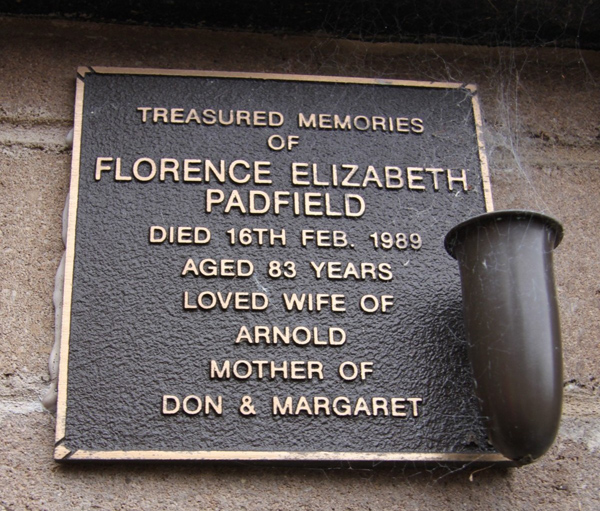 TREASURED MEMORIES
OF
FLORENCE ELIZABETH
PADFIELD
DIED 16TH FEB. 1989
AGED 83 YEARS
LOVED WIFE OF
ARNOLD
MOTHER OF
DON & MARGARET